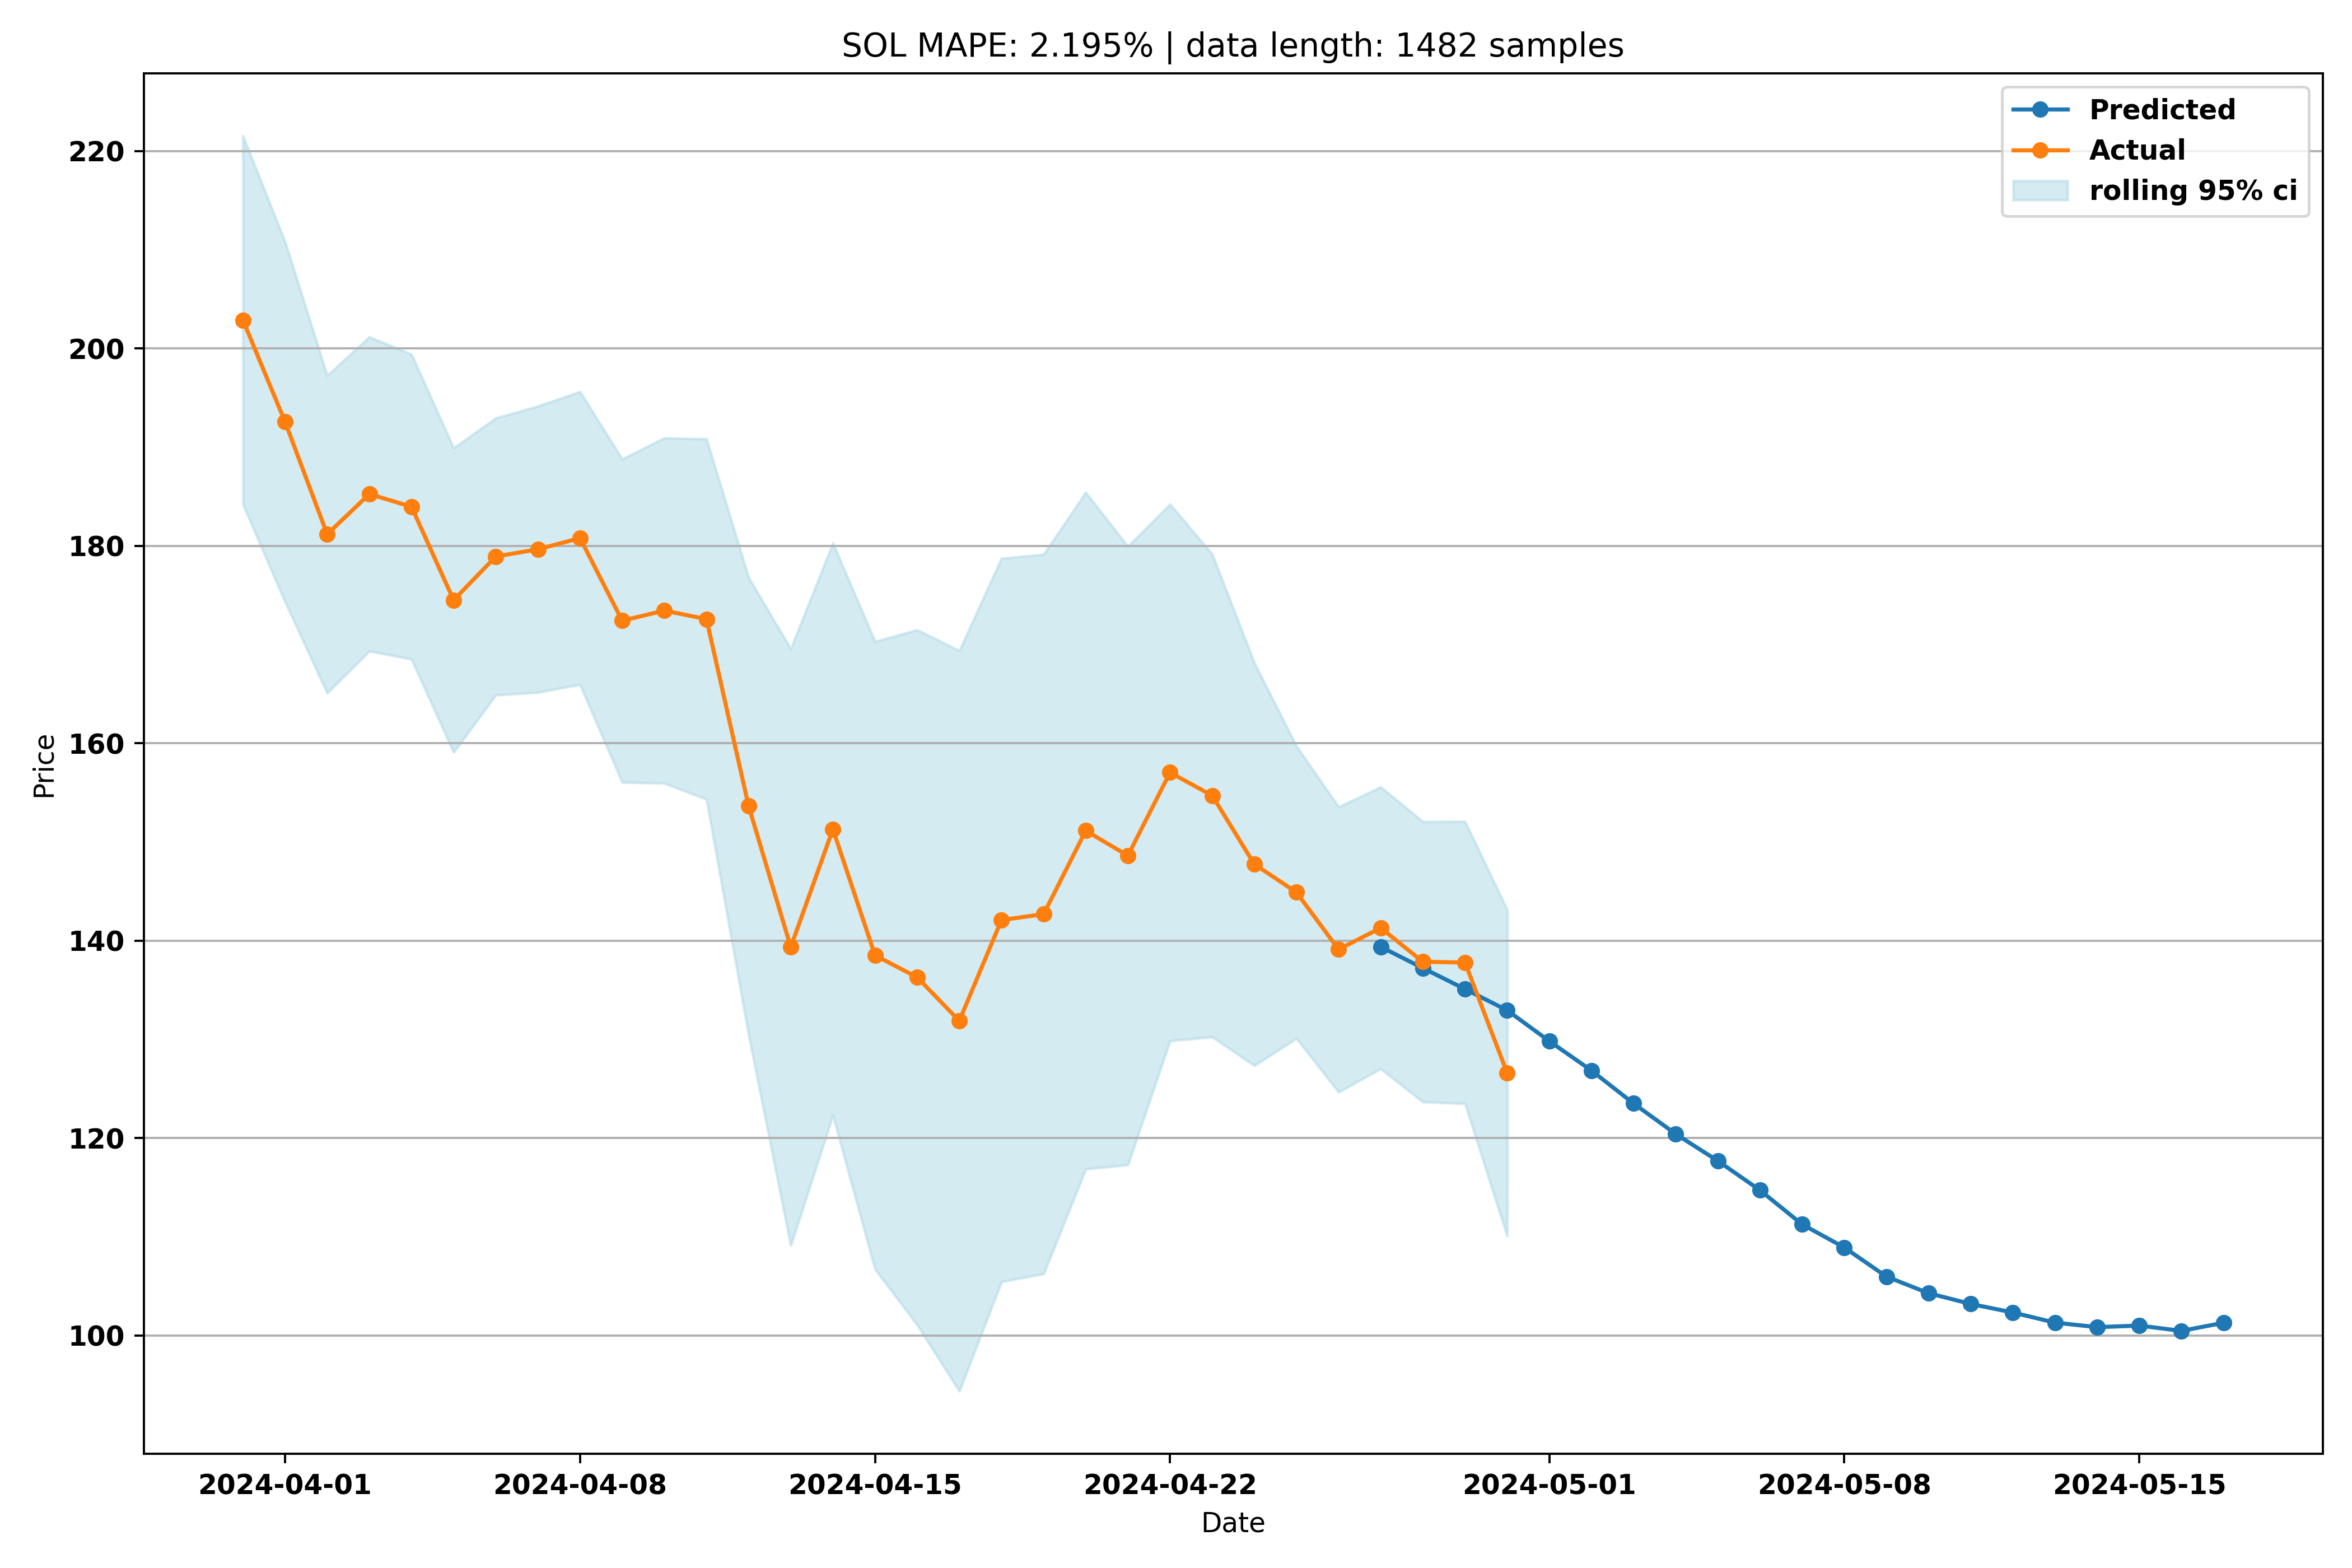 SOL MAPE: 2.195% | data length: 1482 samples
Predicted
Actual
rolling 95% ci
220
200
180
160
140
120
100
Price
2024-04-01
2024-04-08
2024-04-15
2024-04-22
2024-05-01
2024-05-08
2024-05-15
Date